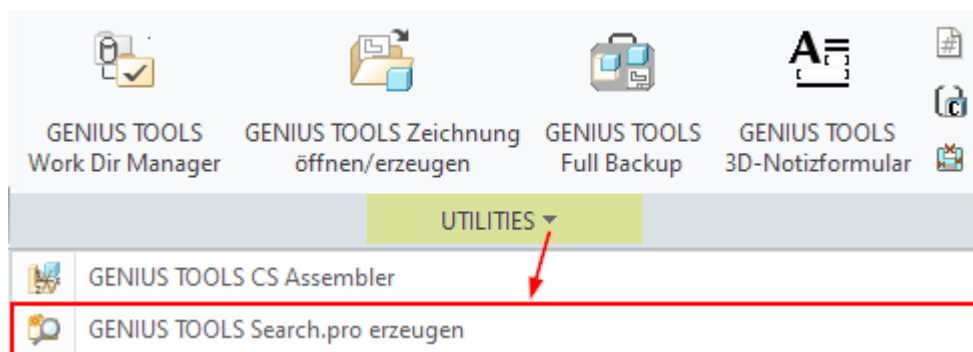 GENIUS TOOLS
Work Dir Manager
GENIUS TOOLS Zeichnung
öffnen/erzeugen
GENIUS TOOLS
Full Backup
A
GENIUS TOOLS
3D-Notizformular
#
C
UTILITIES
GENIUS TOOLS CS Assembler
GENIUS TOOLS Search.pro erzeugen